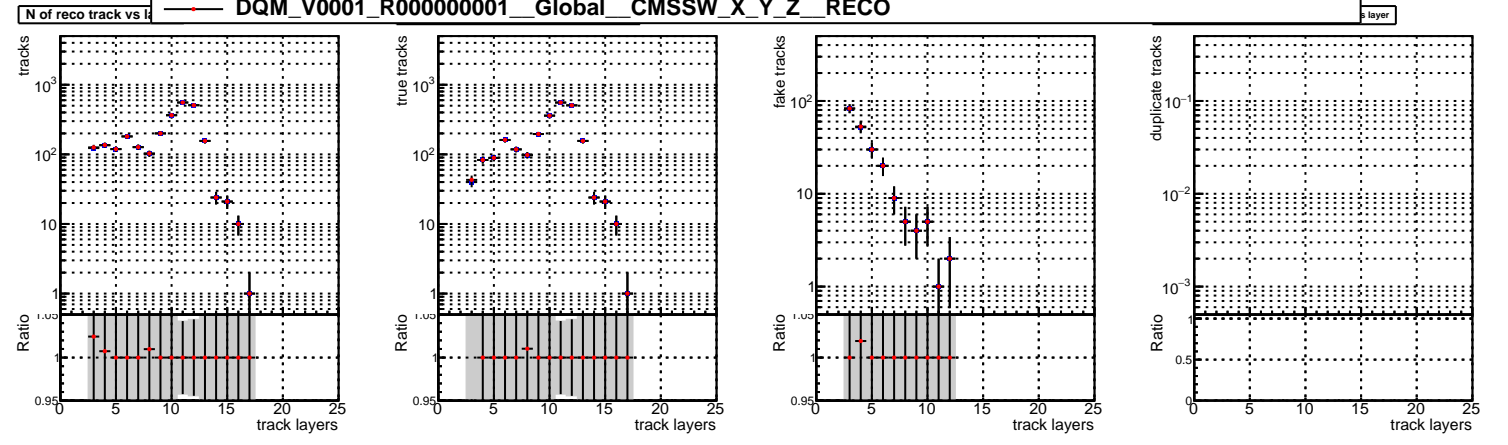 DQM_V0001_R000000001__Global__CMSSW_X_Y_Z__RECO
N of reco track vs la
s layer
tracks
10³
10²
10
1
Ratio
1.05
1
0.95
0 5 10 15 20 25
track layers
true tracks
10³
10²
10
1
Ratio
1.05
1
0.95
0 5 10 15 20 25
track layers
fake tracks
10²
10
1
Ratio
1.05
1
0.95
0 5 10 15 20 25
track layers
duplicate tracks
10⁻¹
10⁻²
10⁻³
Ratio
1
0.5
0
0 5 10 15 20 25
track layers